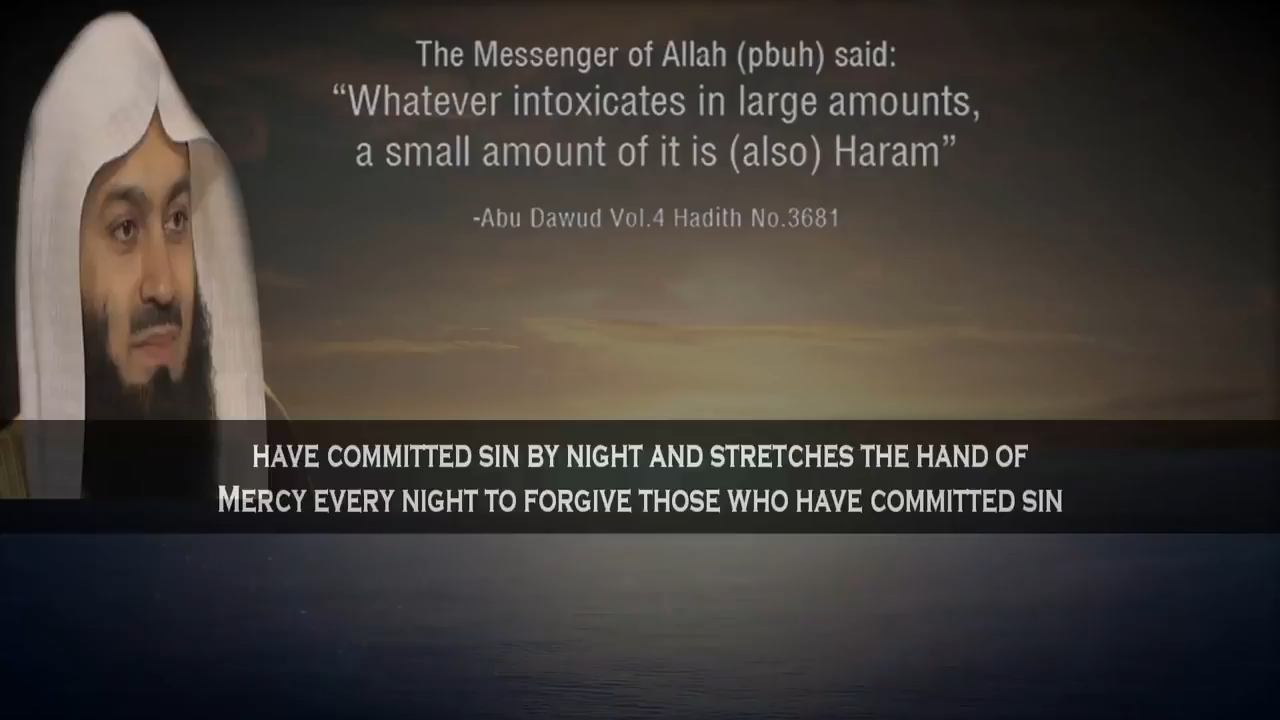 The Messenger of Allah (pbuh) said:
“Whatever intoxicates in large amounts,
a small amount of it is (also) Haram”
-Abu Dawud Vol.4 Hadith No.3681
HAVE COMMITTED SIN BY NIGHT AND STRETCHES THE HAND OF
MERCY EVERY NIGHT TO FORGIVE THOSE WHO HAVE COMMITTED SIN